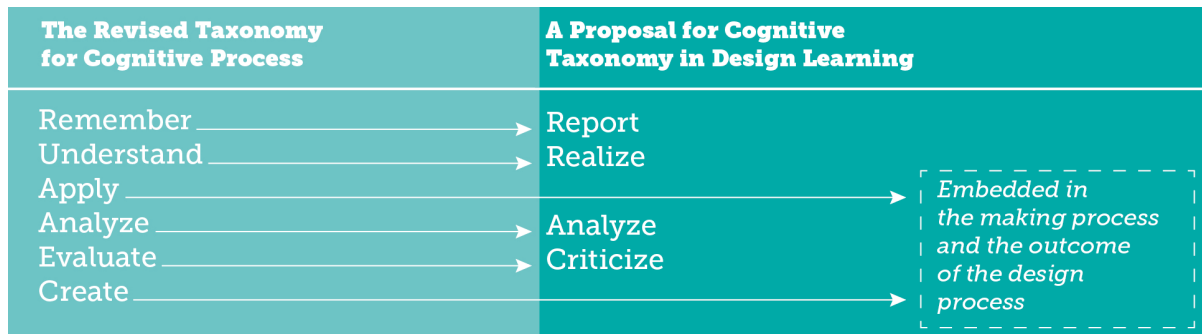 The Revised Taxonomy
for Cognitive Process
A Proposal for Cognitive
Taxonomy in Design Learning
Remember
Understand
Apply
Analyze
Evaluate
Create
Report
Realize
Analyze
Criticize
Embedded in
the making process
and the outcome
of the design
process